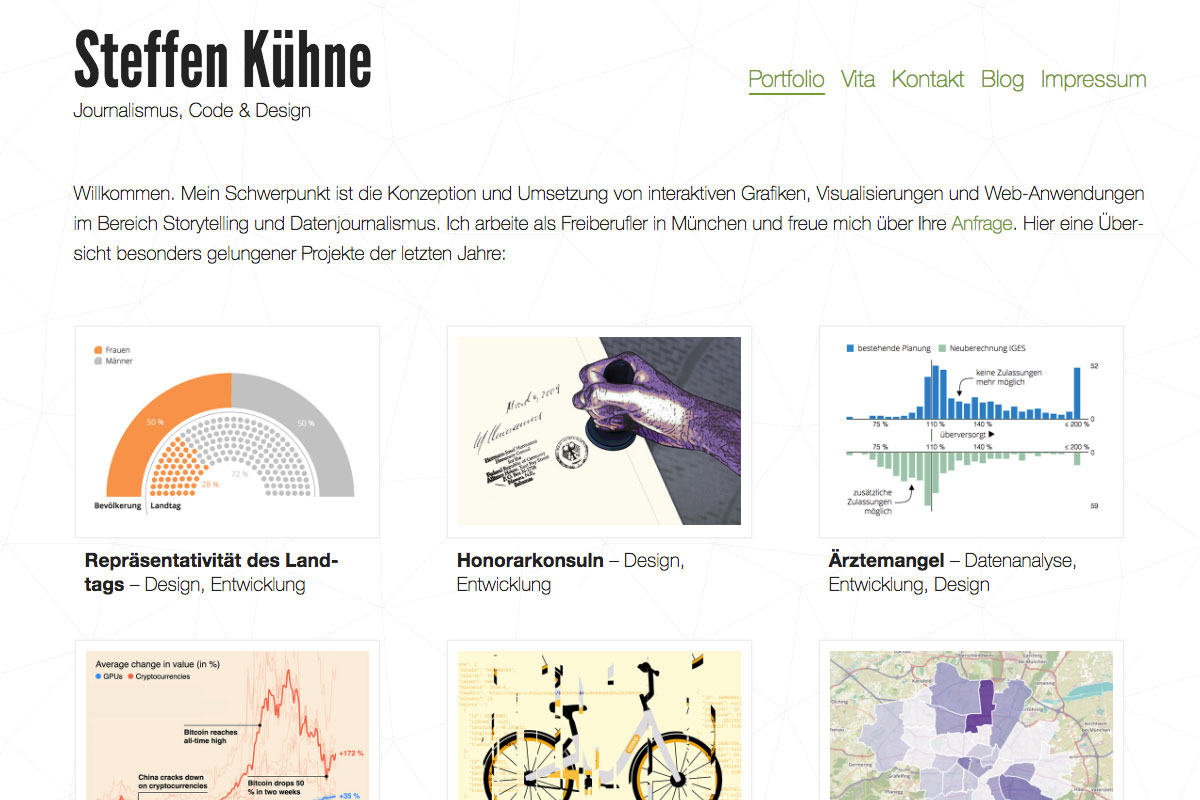 Steffen Kühne
Journalismus, Code & Design
Portfolio Vita Kontakt Blog Impressum
Willkommen. Mein Schwerpunkt ist die Konzeption und Umsetzung von interaktiven Grafiken, Visualisierungen und Web-Anwendungen
im Bereich Storytelling und Datenjournalismus. Ich arbeite als Freiberufler in München und freue mich über Ihre Anfrage. Hier eine Über-
sicht besonders gelungener Projekte der letzten Jahre:
Frauen
Männer
50 %
50 %
72 %
28 %
Bevölkerung Landtag
Repräsentativität des Land-
tags – Design, Entwicklung
Honorarkonsuln – Design,
Entwicklung
bestehende Planung Neuberechnung IGES
52
keine Zulassungen
mehr möglich
0
75 % 110 % 140 % ≤ 200 %
überversorgt ▶
75 % 110 % 140 % ≤ 200 %
0
zusätzliche
Zulassungen
möglich
59
Ärztemangel – Datenanalyse,
Entwicklung, Design
Average change in value (in %)
GPUs Cryptocurrencies
Bitcoin reaches
all-time high
+172 %
China cracks down
on cryptocurrencies
Bitcoin drops 50
% in two weeks
+35 %